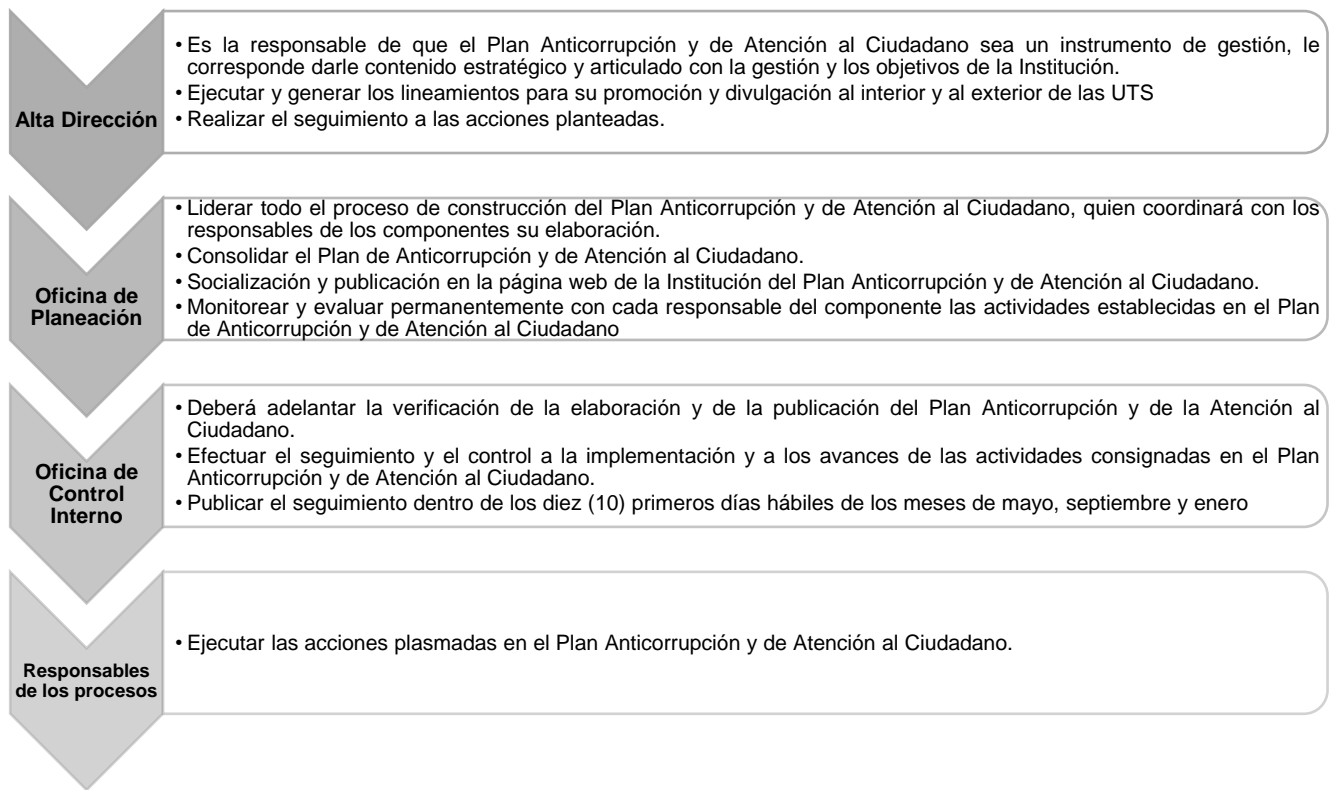 Alta Dirección
• Es la responsable de que el Plan Anticorrupción y de Atención al Ciudadano sea un instrumento de gestión, le
corresponde darle contenido estratégico y articulado con la gestión y los objetivos de la Institución.
• Ejecutar y generar los lineamientos para su promoción y divulgación al interior y al exterior de las UTS
• Realizar el seguimiento a las acciones planteadas.
Oficina de
Planeación
• Liderar todo el proceso de construcción del Plan Anticorrupción y de Atención al Ciudadano, quien coordinará con los
responsables de los componentes su elaboración.
• Consolidar el Plan de Anticorrupción y de Atención al Ciudadano.
• Socialización y publicación en la página web de la Institución del Plan Anticorrupción y de Atención al Ciudadano.
• Monitorear y evaluar permanentemente con cada responsable del componente las actividades establecidas en el Plan
de Anticorrupción y de Atención al Ciudadano
Oficina de
Control
Interno
• Deberá adelantar la verificación de la elaboración y de la publicación del Plan Anticorrupción y de la Atención al
Ciudadano.
• Efectuar el seguimiento y el control a la implementación y a los avances de las actividades consignadas en el Plan
Anticorrupción y de Atención al Ciudadano.
• Publicar el seguimiento dentro de los diez (10) primeros días hábiles de los meses de mayo, septiembre y enero
Responsables
de los procesos
• Ejecutar las acciones plasmadas en el Plan Anticorrupción y de Atención al Ciudadano.